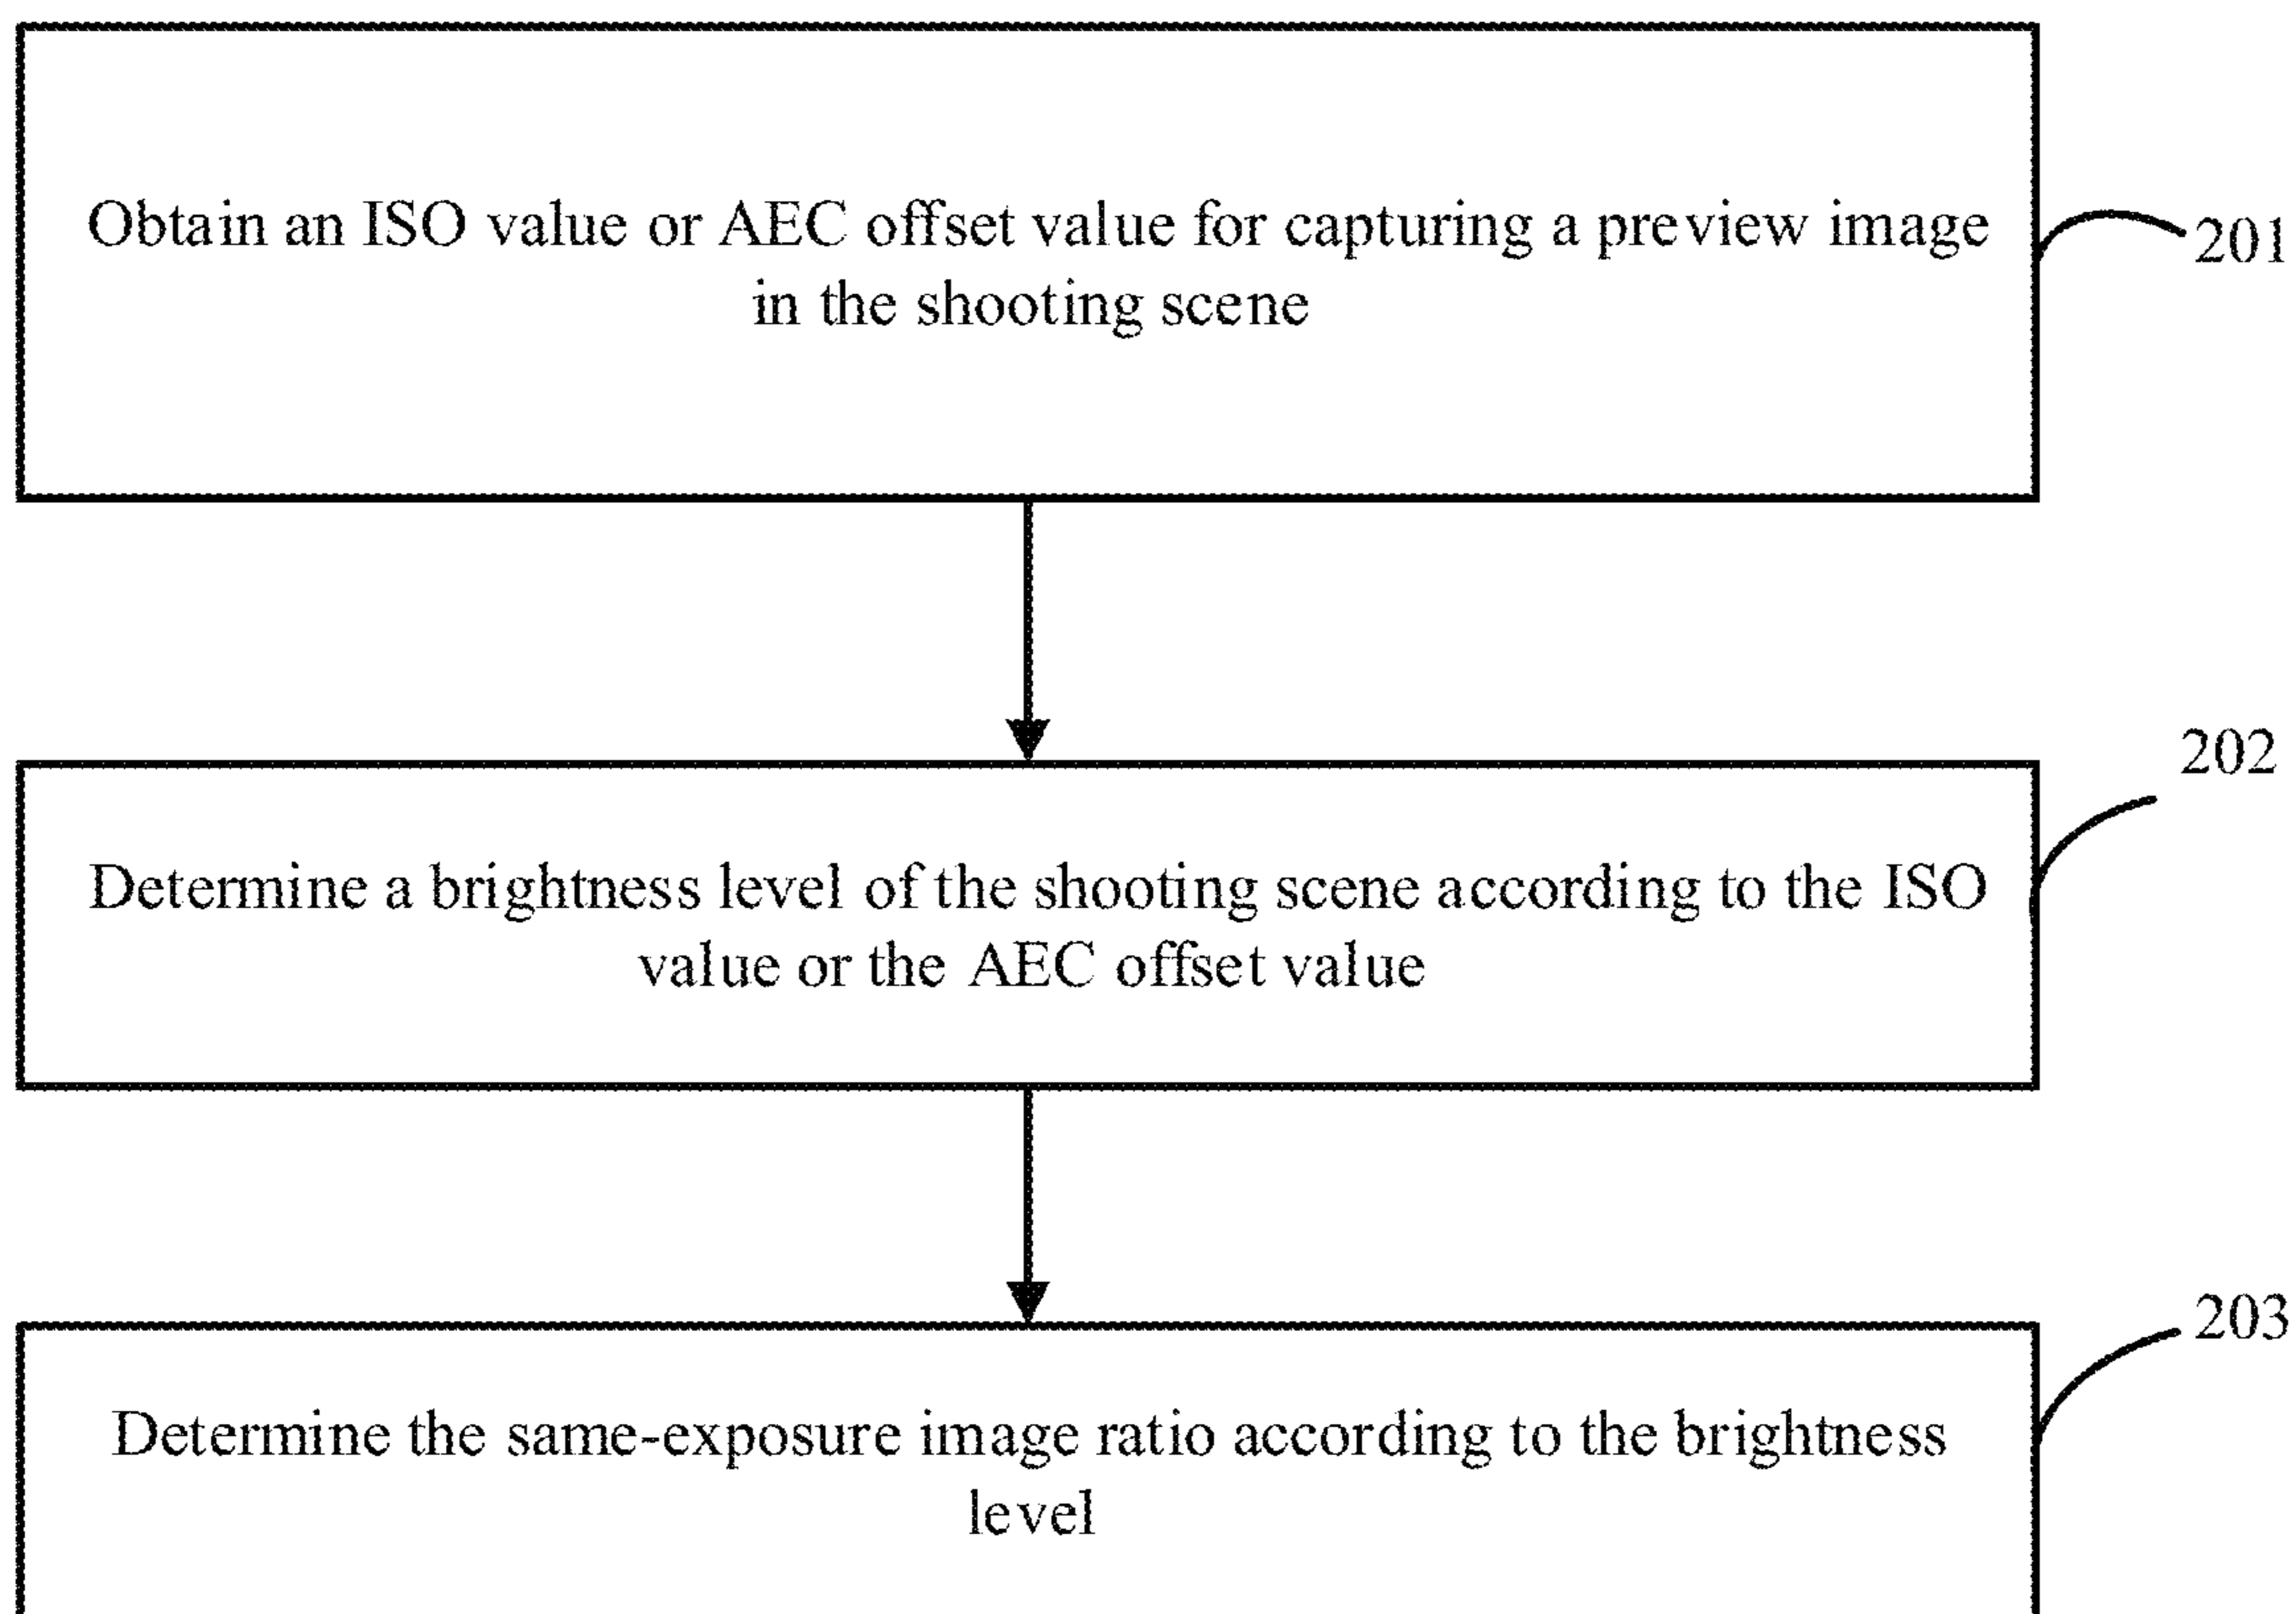 Obtain an ISO value or AEC offset value for capturing a preview image
in the shooting scene
201
202
Determine a brightness level of the shooting scene according to the ISO
value or the AEC offset value
203
Determine the same-exposure image ratio according to the brightness
level